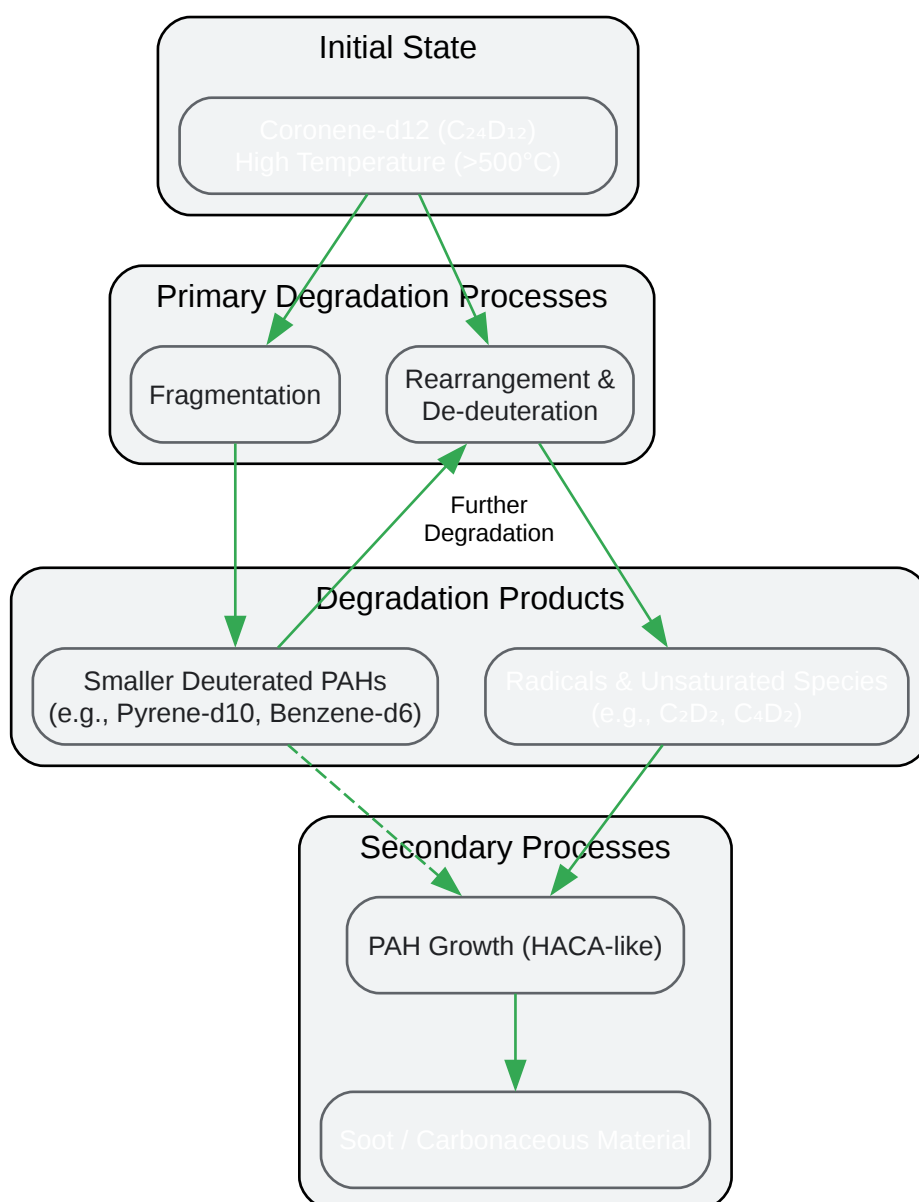 Initial State
Coronene-d12 (C₂₄D₁₂)
High Temperature (>500°C)
Primary Degradation Processes
Fragmentation
Rearrangement &
De-deuteration
Further
Degradation
Degradation Products
Smaller Deuterated PAHs
(e.g., Pyrene-d10, Benzene-d6)
Radicals & Unsaturated Species
(e.g., C₂D₂, C₄D₂)
Secondary Processes
PAH Growth (HACA-like)
Soot / Carbonaceous Material